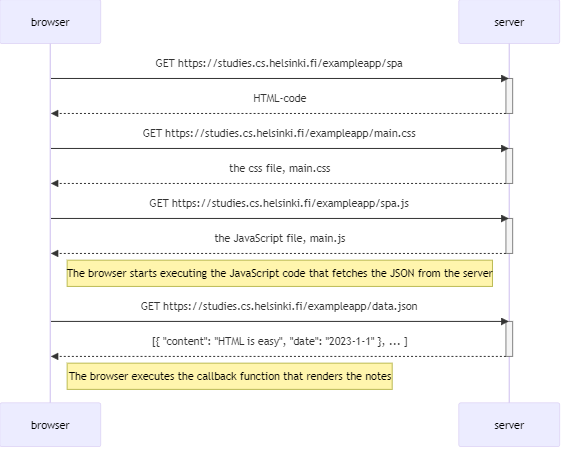 browser
server
GET https://studies.cs.helsinki.fi/exampleapp/spa
HTML-code
GET https://studies.cs.helsinki.fi/exampleapp/main.css
the css file, main.css
GET https://studies.cs.helsinki.fi/exampleapp/spa.js
the JavaScript file, main.js
The browser starts executing the JavaScript code that fetches the JSON from the server
GET https://studies.cs.helsinki.fi/exampleapp/data.json
[{ "content": "HTML is easy", "date": "2023-1-1" }, ... ]
The browser executes the callback function that renders the notes
browser
server